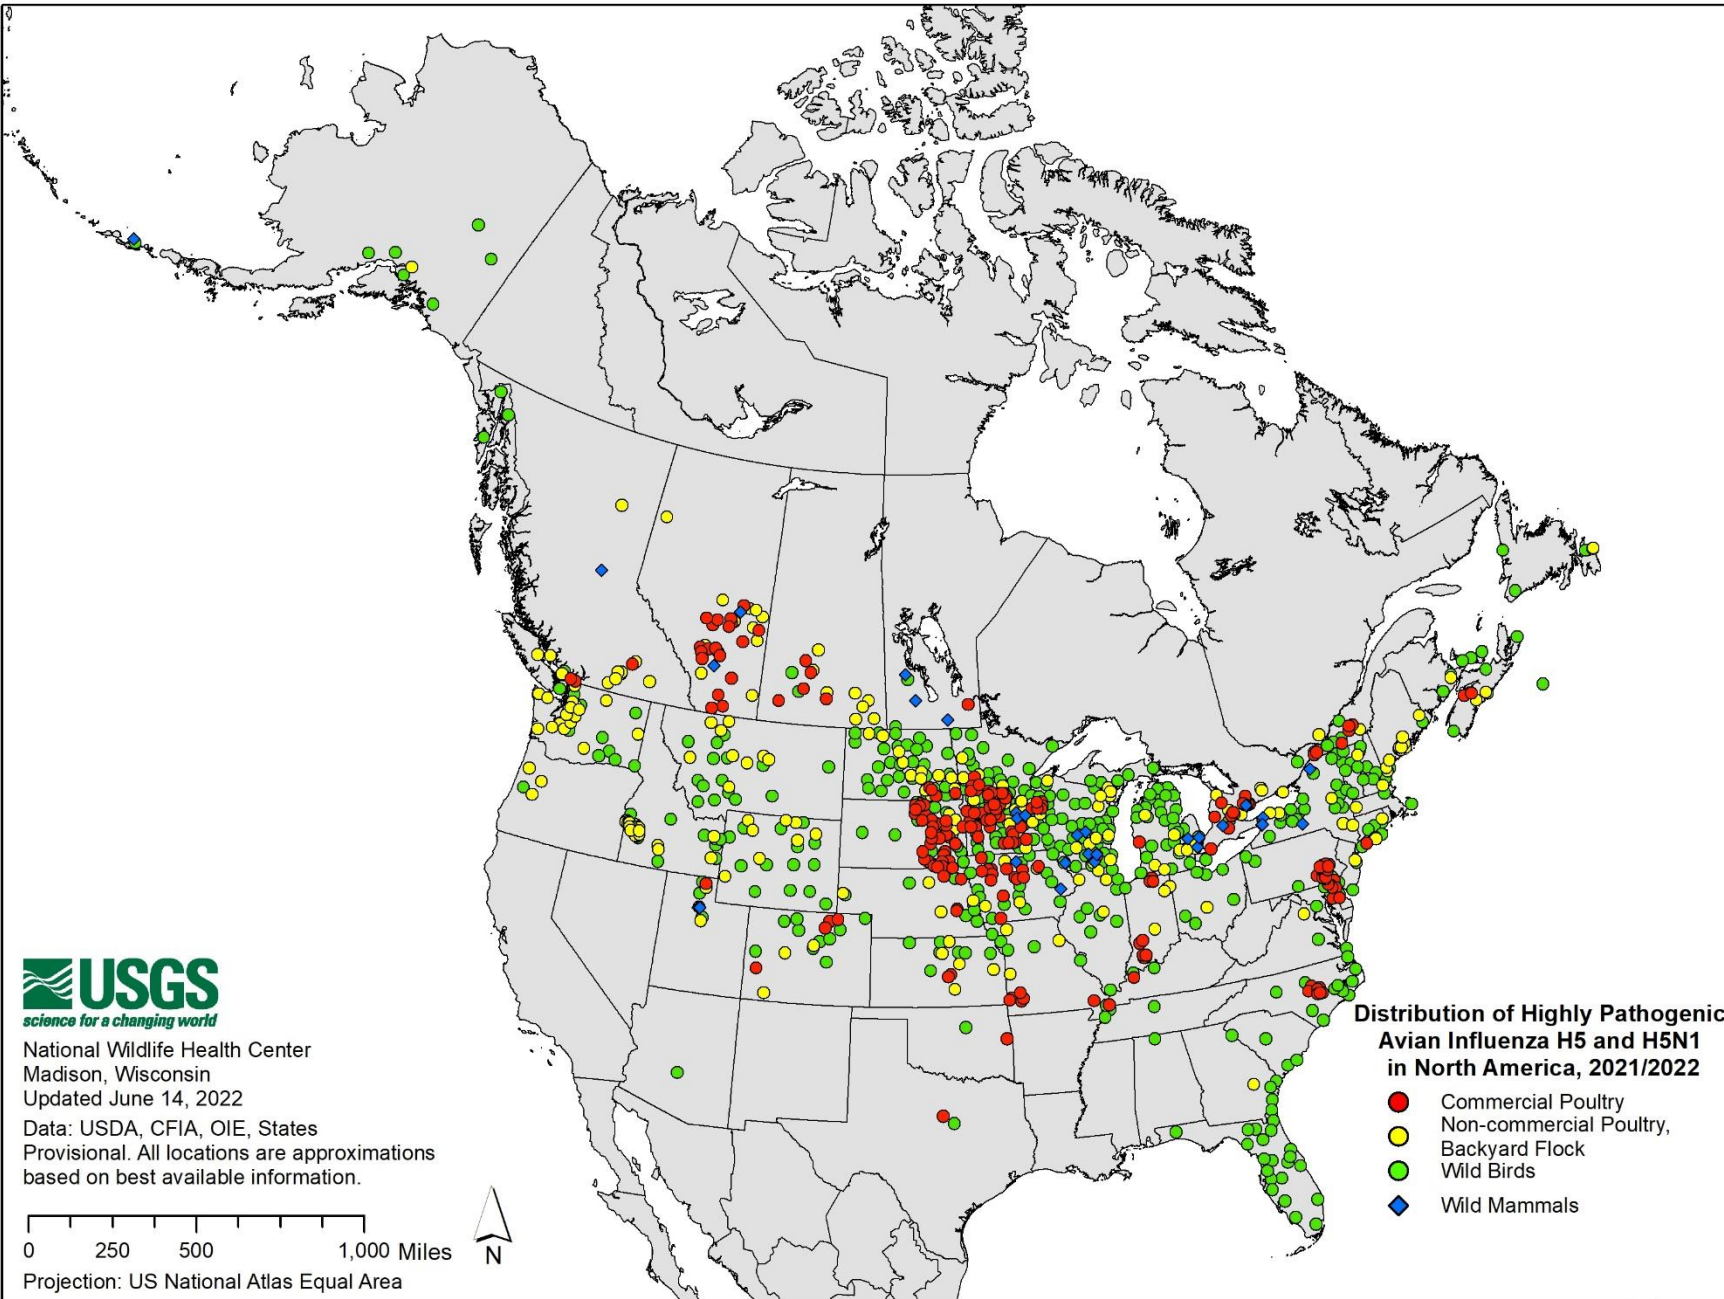 USGS
science for a changing world
National Wildlife Health Center
Madison, Wisconsin
Updated June 14, 2022
Data: USDA, CFIA, OIE, States
Provisional. All locations are approximations
based on best available information.
0 250 500 1,000 Miles
Projection: US National Atlas Equal Area
N
Distribution of Highly Pathogenic
Avian Influenza H5 and H5N1
in North America, 2021/2022
Commercial Poultry
Non-commercial Poultry,
Backyard Flock
Wild Birds
Wild Mammals